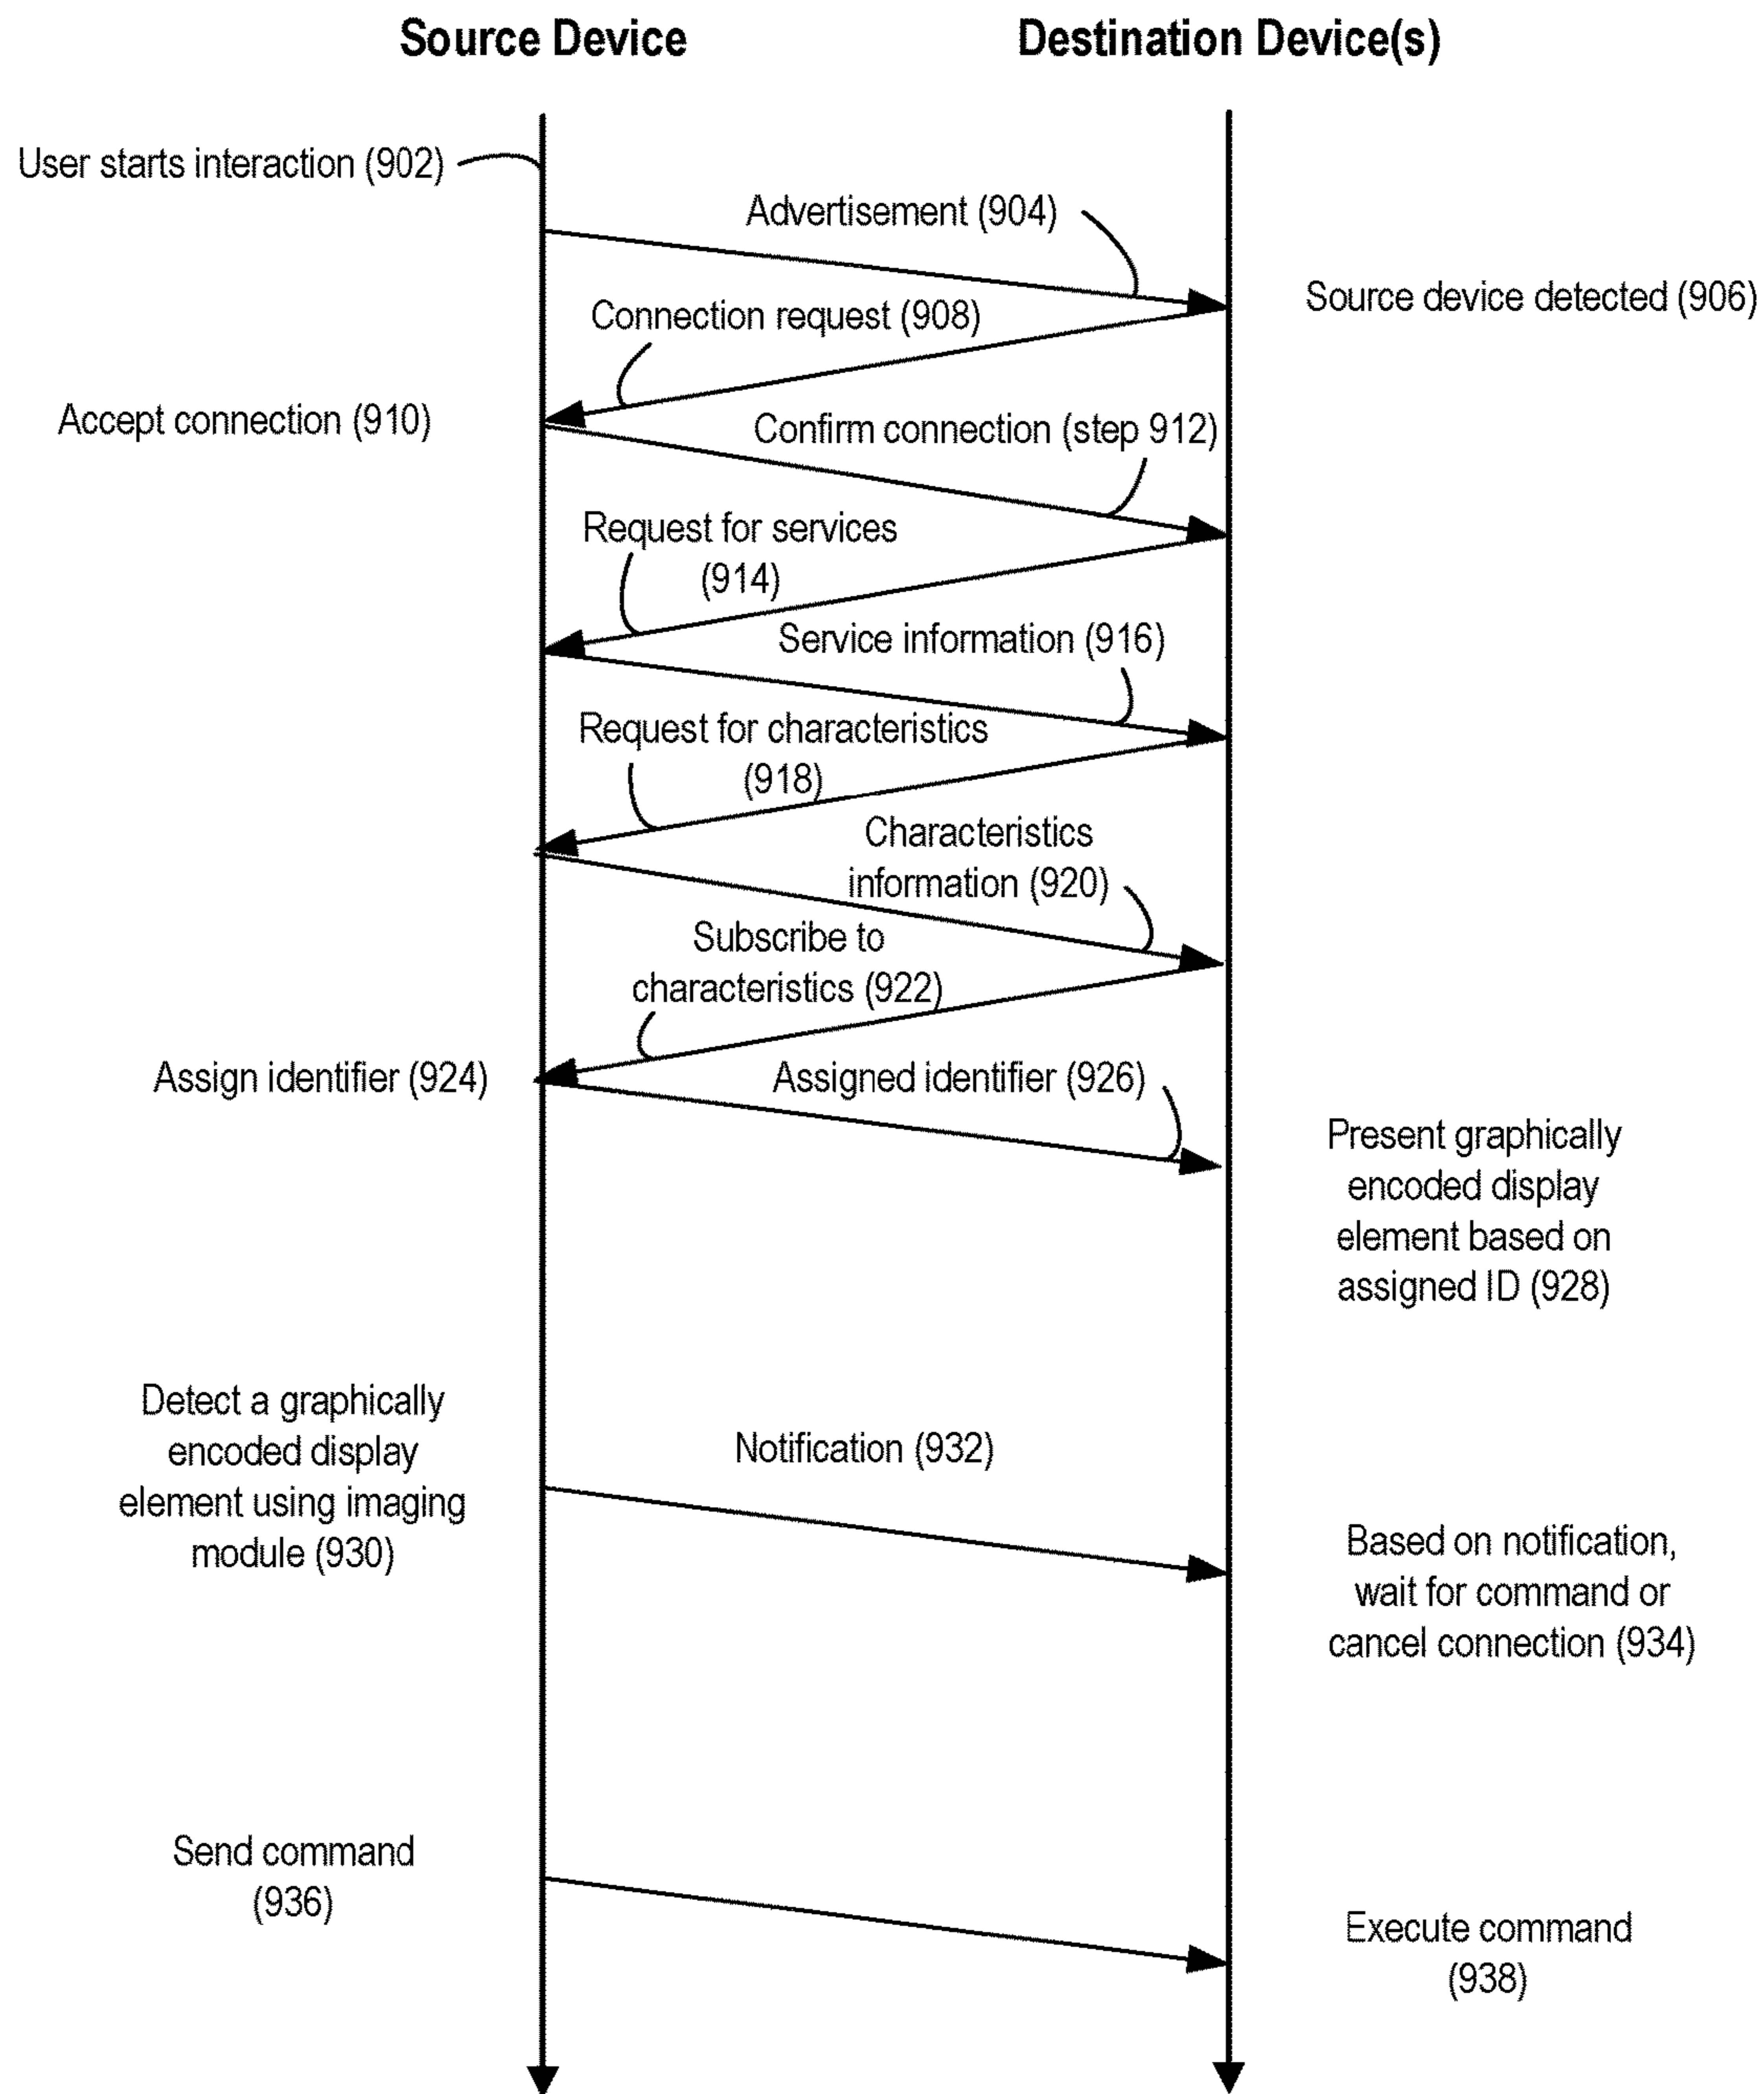 Source Device
Destination Device(s)
User starts interaction (902)
Advertisement (904)
Source device detected (906)
Connection request (908)
Accept connection (910)
Confirm connection (step 912)
Request for services
(914)
Service information (916)
Request for characteristics
(918)
Characteristics
information (920)
Subscribe to
characteristics (922)
Assign identifier (924)
Assigned identifier (926)
Present graphically
encoded display
element based on
assigned ID (928)
Detect a graphically
encoded display
element using imaging
module (930)
Notification (932)
Based on notification,
wait for command or
cancel connection (934)
Send command
(936)
Execute command
(938)